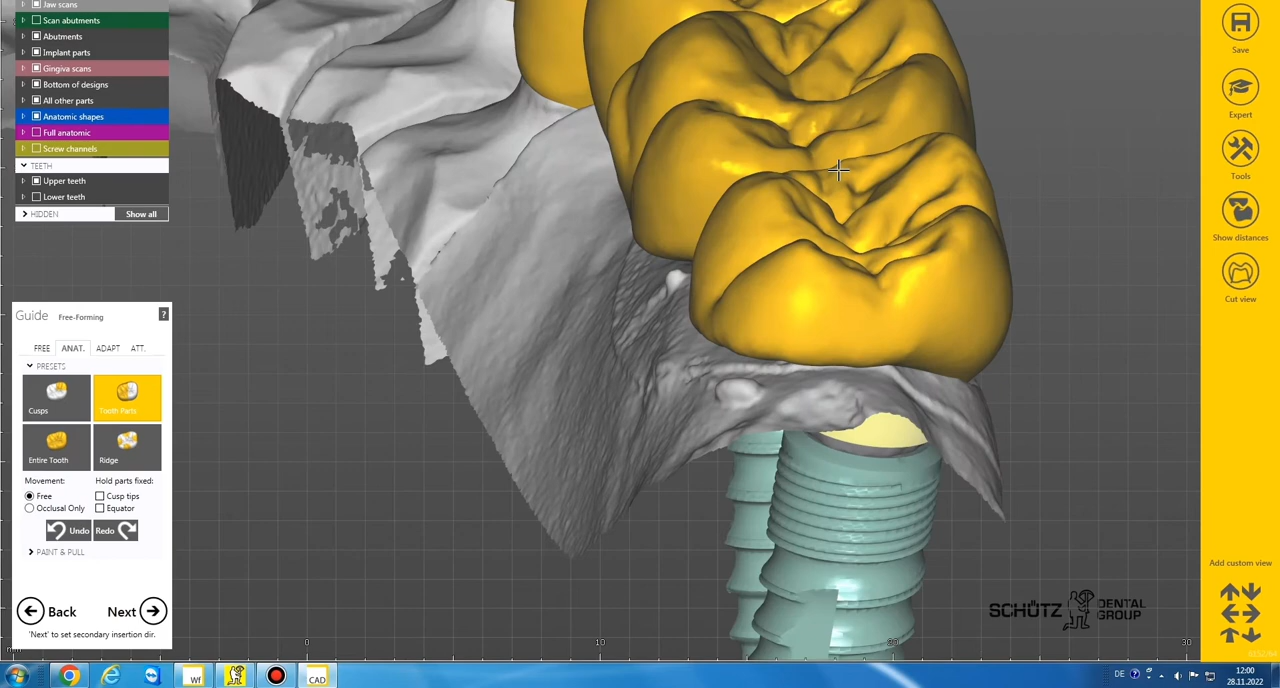 Jaw scans
Scan abutments
Abutments
Implant parts
Gingiva scans
Bottom of designs
All other parts
Anatomic shapes
Full anatomic
Screw channels
TEETH
Upper teeth
Lower teeth
HIDDEN
Show all
Guide
Free-Forming
?
FREE
ANAT.
ADAPT
ATT.
PRESETS
Cusps
Tooth Parts
Entire Tooth
Ridge
Movement:
Hold parts fixed:
Free
Cusp tips
Occlusal Only
Equator
Undo
Redo
PAINT & PULL
Back
Next
'Next' to set secondary insertion dir.
0
10
20
30
SCHÜTZ
DENTAL
GROUP
Save
Expert
Tools
Show distances
Cut view
Add custom view
wf
CAD
DE
12:00
28.11.2022